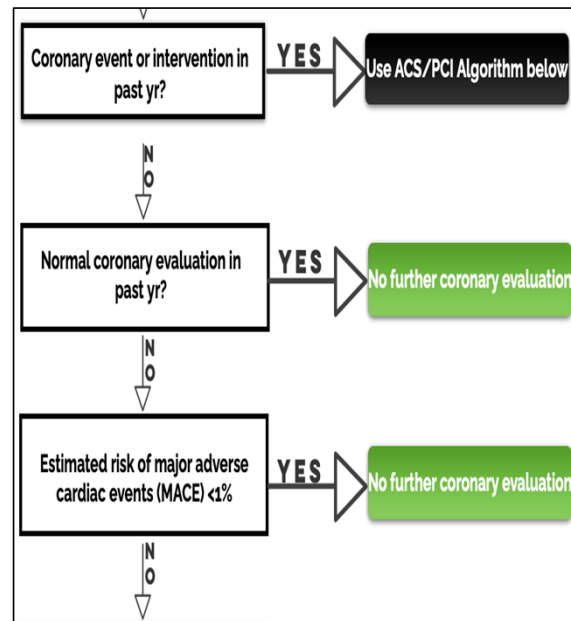 Coronary event or intervention in
past yr?
YES
Use ACS/PCI Algorithm below
NO
Normal coronary evaluation in
past yr?
YES
No further coronary evaluation
NO
Estimated risk of major adverse
cardiac events (MACE) <1%
YES
No further coronary evaluation
NO